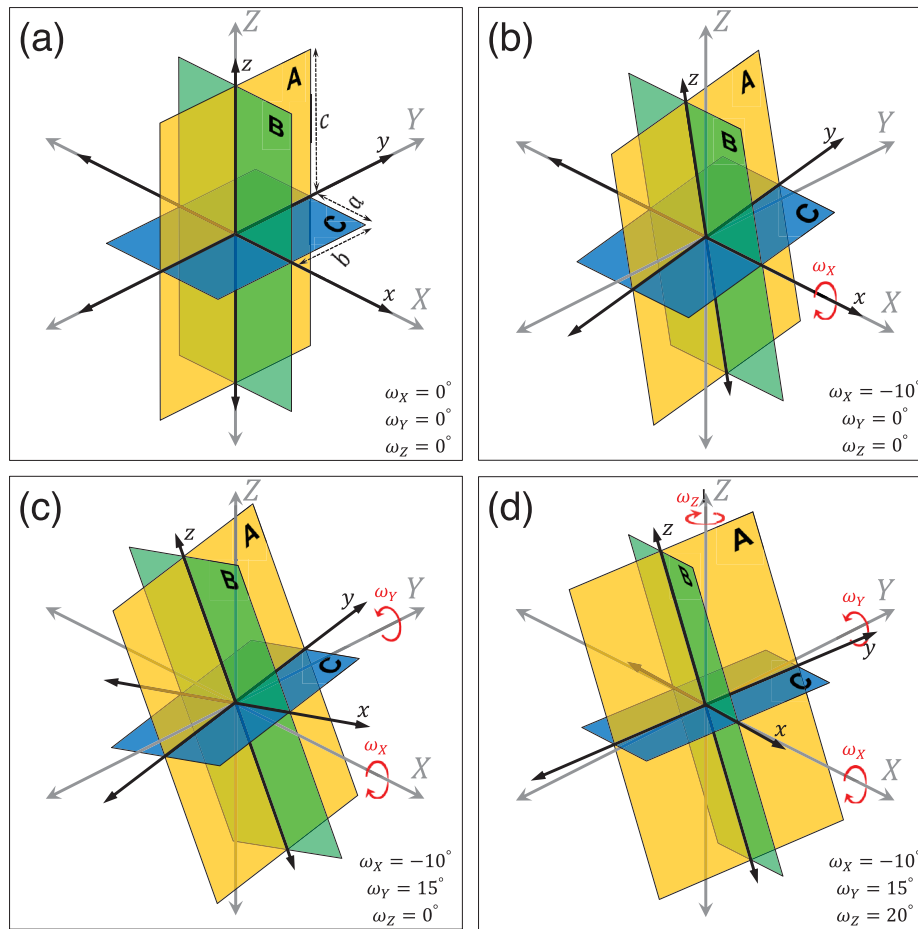 (a)
Z
z
A
B
c
Y
y
a
C
b
x
X
ω_X = 0°
ω_Y = 0°
ω_Z = 0°
(b)
Z
z
A
B
y
Y
C
ω_X
x
X
ω_X = −10°
ω_Y = 0°
ω_Z = 0°
(c)
Z
z
A
B
y
ω_Y
Y
C
x
ω_X
X
ω_X = −10°
ω_Y = 15°
ω_Z = 0°
(d)
ω_Z
Z
z
A
B
ω_Y
Y
y
C
x
ω_X
X
ω_X = −10°
ω_Y = 15°
ω_Z = 20°